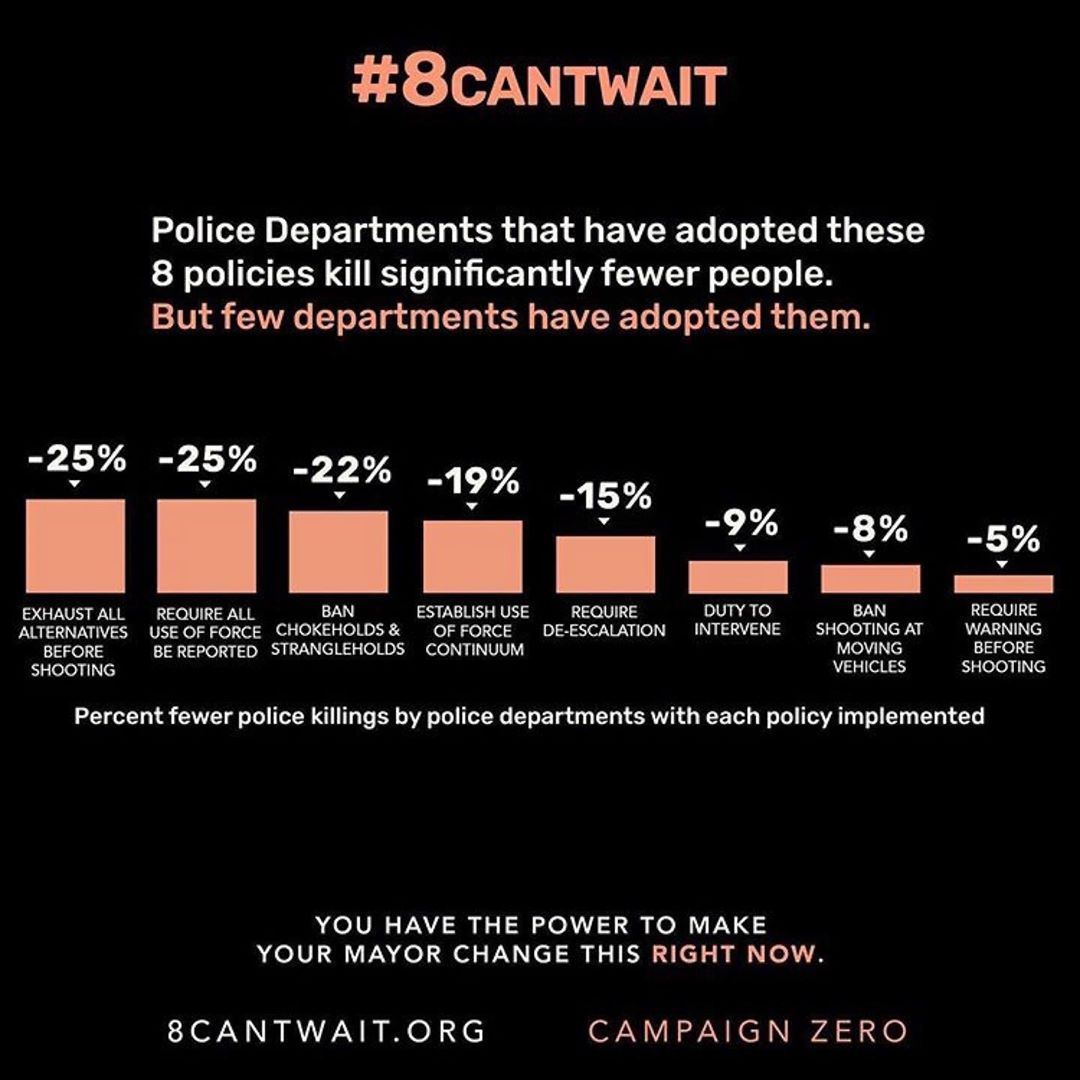 #8CANTWAIT
Police Departments that have adopted these
8 policies kill significantly fewer people.
But few departments have adopted them.
-25%
EXHAUST ALL
ALTERNATIVES
BEFORE
SHOOTING
-25%
REQUIRE ALL
USE OF FORCE
BE REPORTED
-22%
BAN
CHOKEHOLDS &
STRANGLEHOLDS
-19%
ESTABLISH USE
OF FORCE
CONTINUUM
-15%
REQUIRE
DE-ESCALATION
-9%
DUTY TO
INTERVENE
-8%
BAN
SHOOTING AT
MOVING
VEHICLES
-5%
REQUIRE
WARNING
BEFORE
SHOOTING
Percent fewer police killings by police departments with each policy implemented
YOU HAVE THE POWER TO MAKE
YOUR MAYOR CHANGE THIS RIGHT NOW.
8CANTWAIT.ORG
CAMPAIGN ZERO